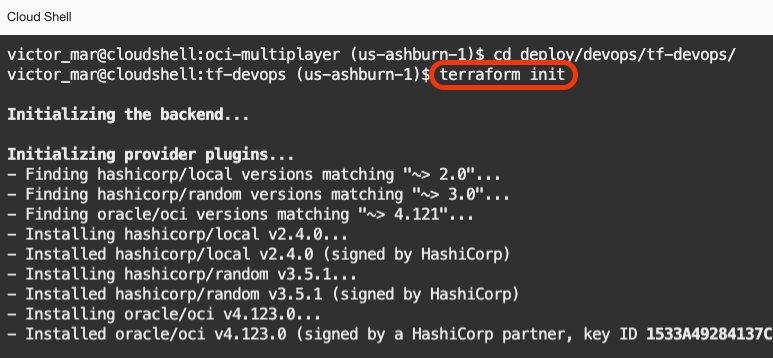 Cloud Shell
victor_mar@cloudshell:oci-multiplayer (us-ashburn-1)$ cd deploy/devops/tf-devops/
victor_mar@cloudshell:tf-devops (us-ashburn-1)$ terraform init
Initializing the backend...
Initializing provider plugins...
- Finding hashicorp/local versions matching "~> 2.0"...
- Finding hashicorp/random versions matching "~> 3.0"...
- Finding oracle/oci versions matching "~> 4.121"...
- Installing hashicorp/local v2.4.0...
- Installed hashicorp/local v2.4.0 (signed by HashiCorp)
- Installing hashicorp/random v3.5.1...
- Installed hashicorp/random v3.5.1 (signed by HashiCorp)
- Installing oracle/oci v4.123.0...
- Installed oracle/oci v4.123.0 (signed by a HashiCorp partner, key ID 1533A49284137C